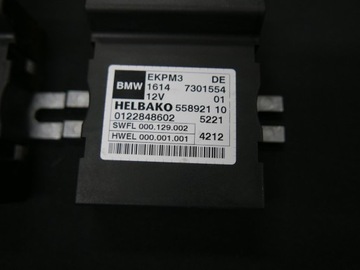 BMW EKPM3 DE
1614 7301554
12V 01
HELBAKO 558921 10
0122848602 5221
SWFL 000.129.002
HWEL 000.001.001 4212